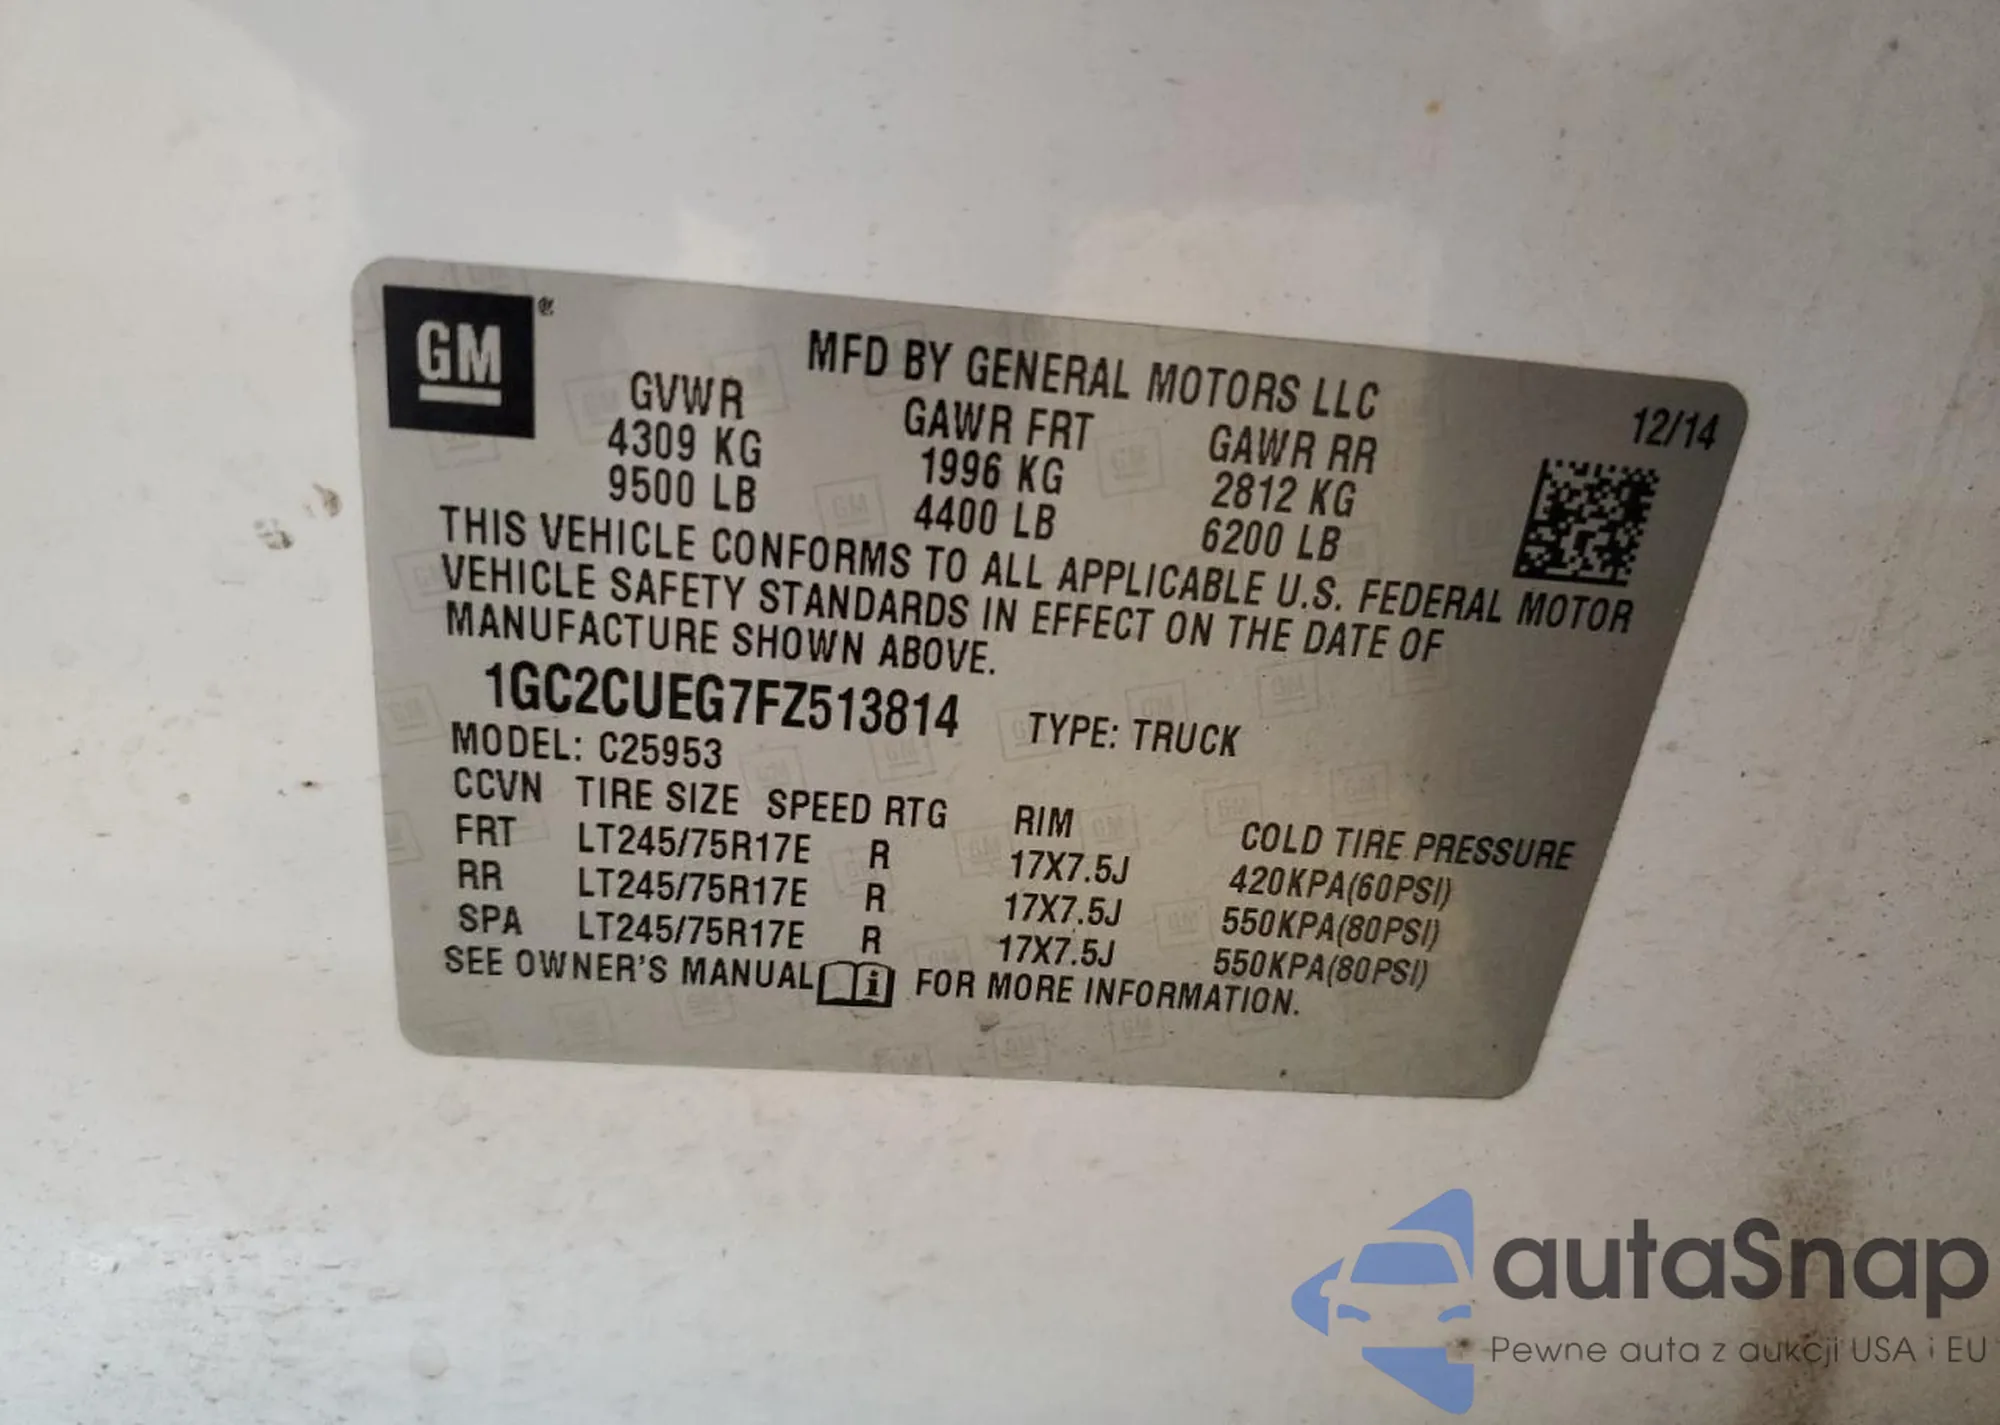 GM®
MFD BY GENERAL MOTORS LLC
12/14
GVWR GAWR FRT GAWR RR
4309 KG 1996 KG 2812 KG
9500 LB 4400 LB 6200 LB
THIS VEHICLE CONFORMS TO ALL APPLICABLE U.S. FEDERAL MOTOR
VEHICLE SAFETY STANDARDS IN EFFECT ON THE DATE OF
MANUFACTURE SHOWN ABOVE.
1GC2CUEG7FZ513814 TYPE: TRUCK
MODEL: C25953
CCVN TIRE SIZE SPEED RTG RIM COLD TIRE PRESSURE
FRT LT245/75R17E R 17X7.5J 420KPA(60PSI)
RR LT245/75R17E R 17X7.5J 550KPA(80PSI)
SPA LT245/75R17E R 17X7.5J 550KPA(80PSI)
SEE OWNER'S MANUAL i FOR MORE INFORMATION.
autaSnap
Pewne auta z aukcji USA i EU